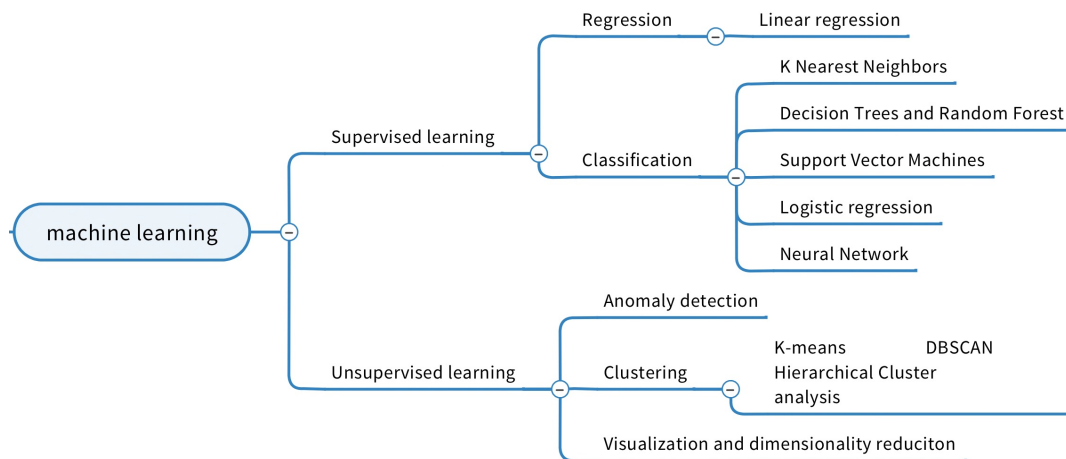 Regression
Linear regression
K Nearest Neighbors
Decision Trees and Random Forest
Supervised learning
Classification
Support Vector Machines
Logistic regression
machine learning
Neural Network
Anomaly detection
K-means DBSCAN
Unsupervised learning
Clustering
Hierarchical Cluster
analysis
Visualization and dimensionality reduciton